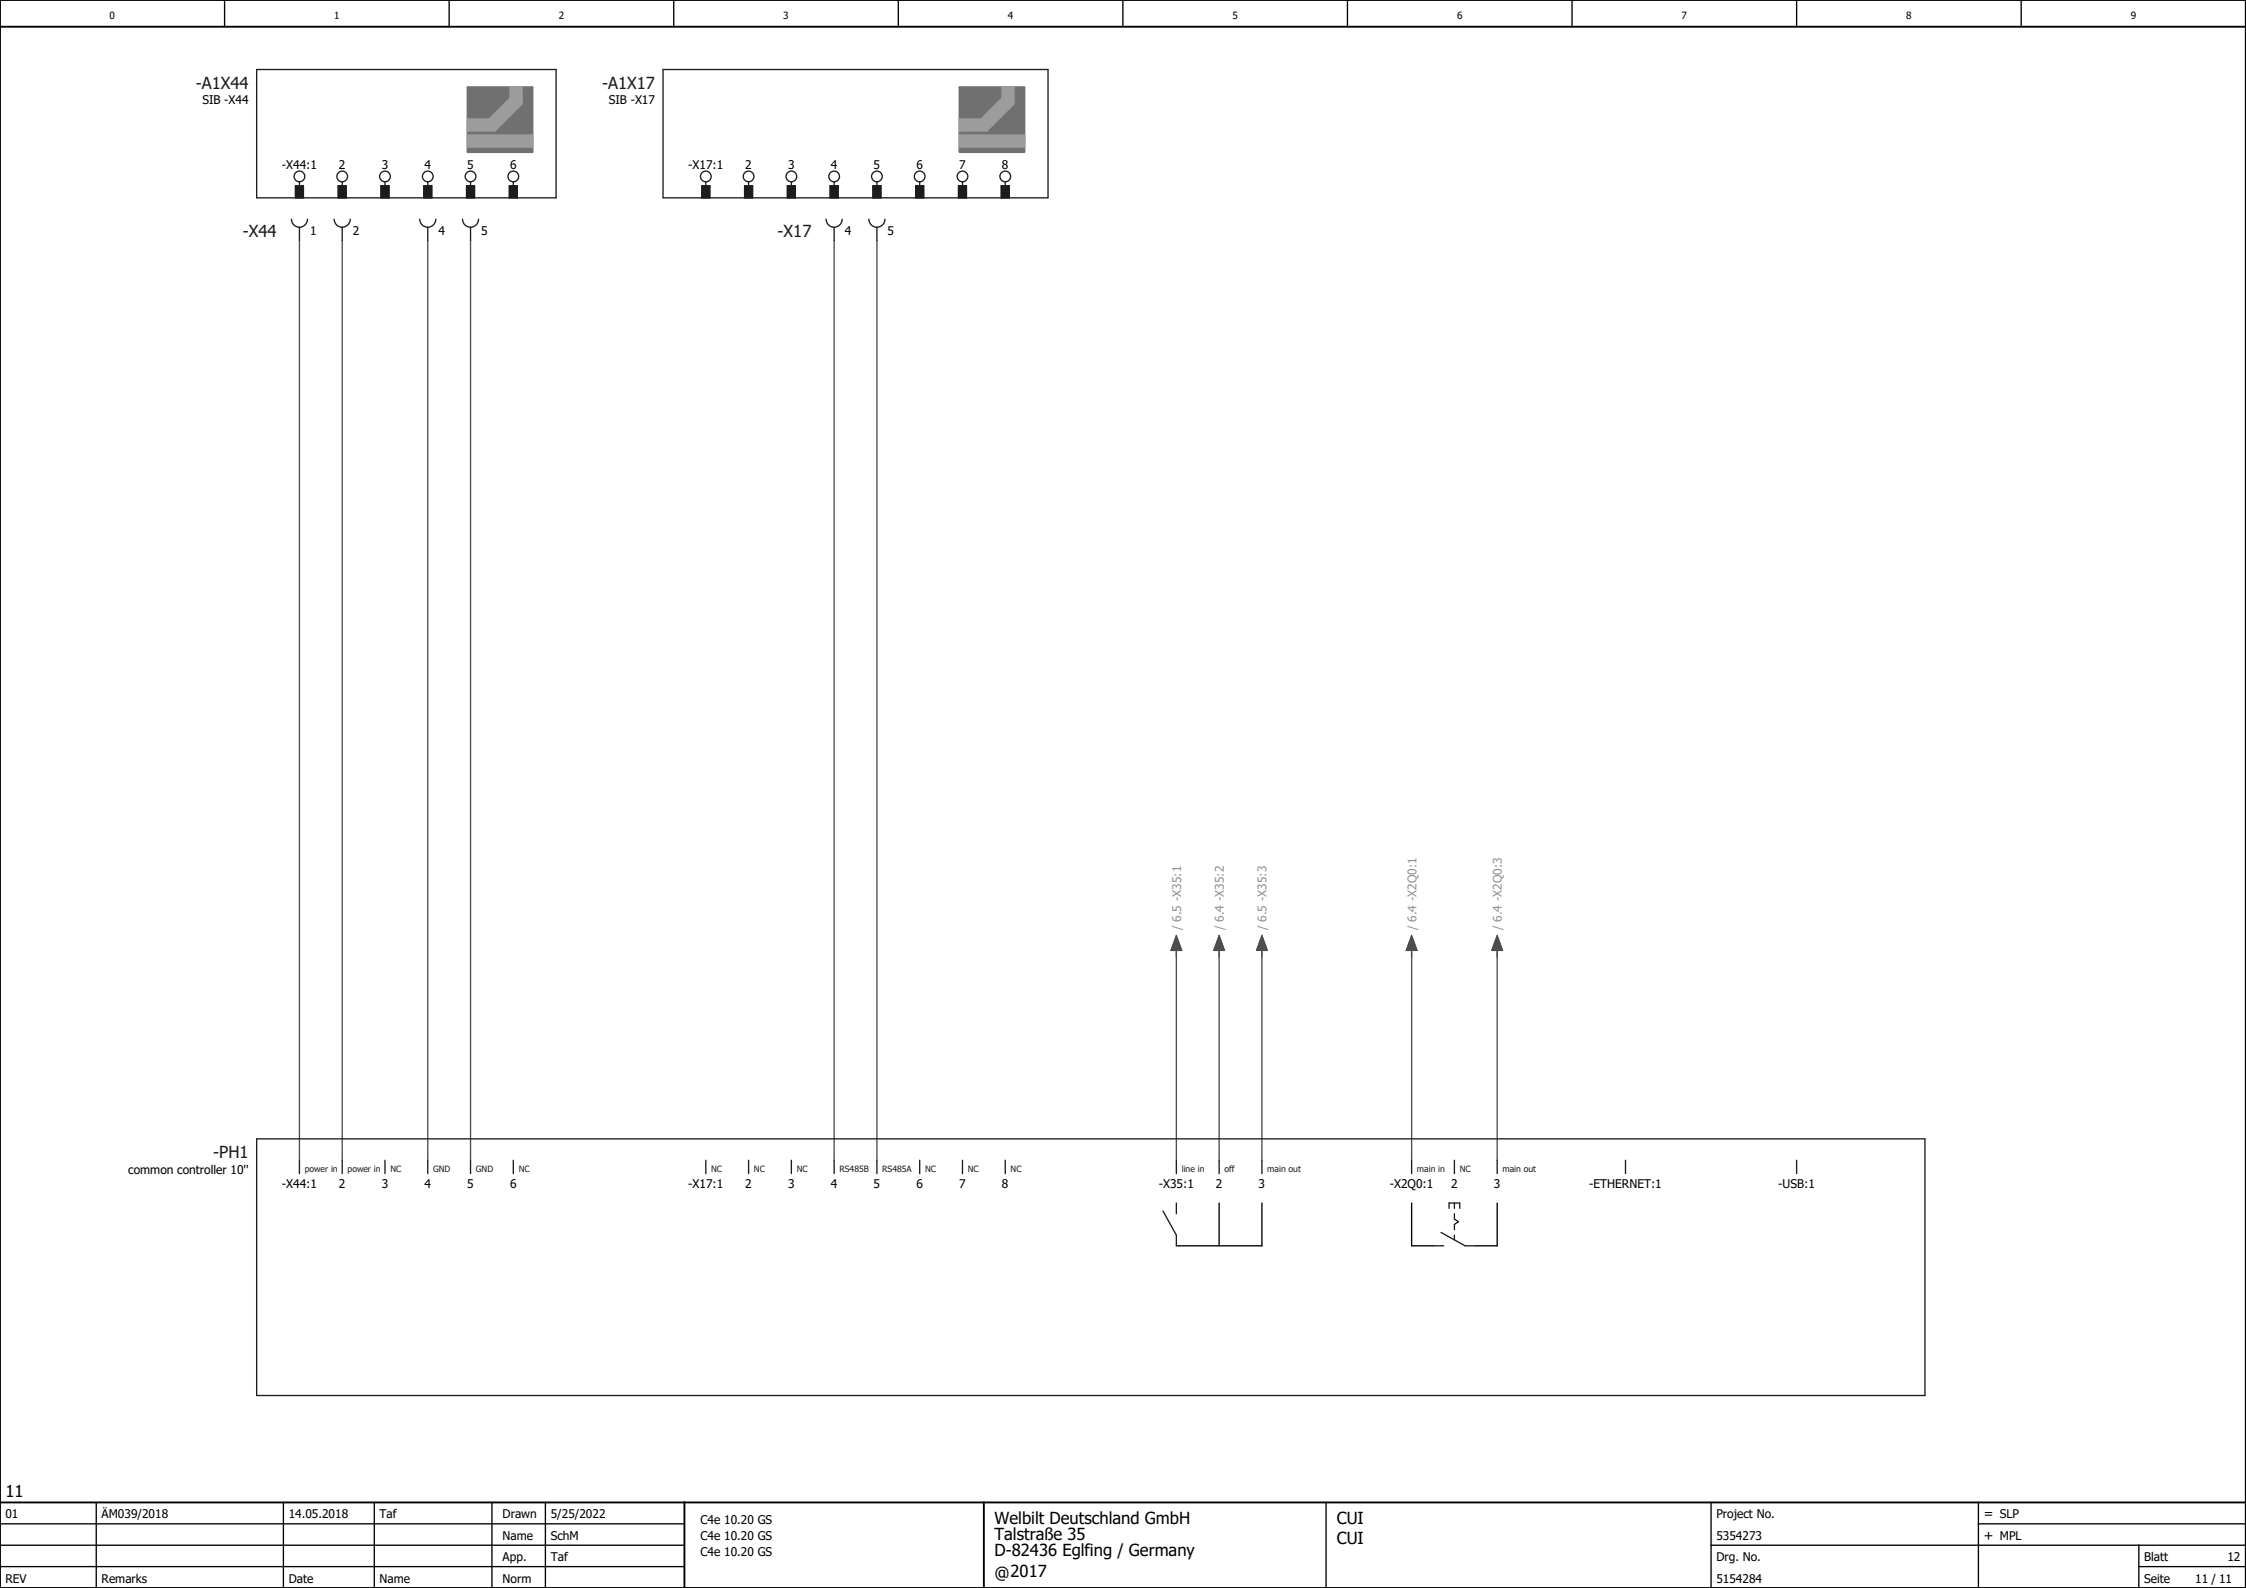 0 1 2 3 4 5 6 7 8 9
-A1X44
SIB -X44
-X44:1 2 3 4 5 6
-X44 1 2 4 5
-A1X17
SIB -X17
-X17:1 2 3 4 5 6 7 8
-X17 4 5
/ 6.5 -X35:1
/ 6.4 -X35:2
/ 6.5 -X35:3
/ 6.4 -X2Q0:1
/ 6.4 -X2Q0:3
-PH1
common controller 10"
power in power in NC GND GND NC
-X44:1 2 3 4 5 6
NC NC NC RS485B RS485A NC NC NC
-X17:1 2 3 4 5 6 7 8
line in off main out
-X35:1 2 3
main in NC main out
-X2Q0:1 2 3
-ETHERNET:1
-USB:1
11
01 ÄM039/2018 14.05.2018 Taf
REV Remarks Date Name
Drawn 5/25/2022
Name SchM
App. Taf
Norm
C4e 10.20 GS
C4e 10.20 GS
C4e 10.20 GS
Welbilt Deutschland GmbH
Talstraße 35
D-82436 Eglfing / Germany
@2017
CUI
CUI
Project No.
5354273
Drg. No.
5154284
= SLP
+ MPL
Blatt 12
Seite 11 / 11